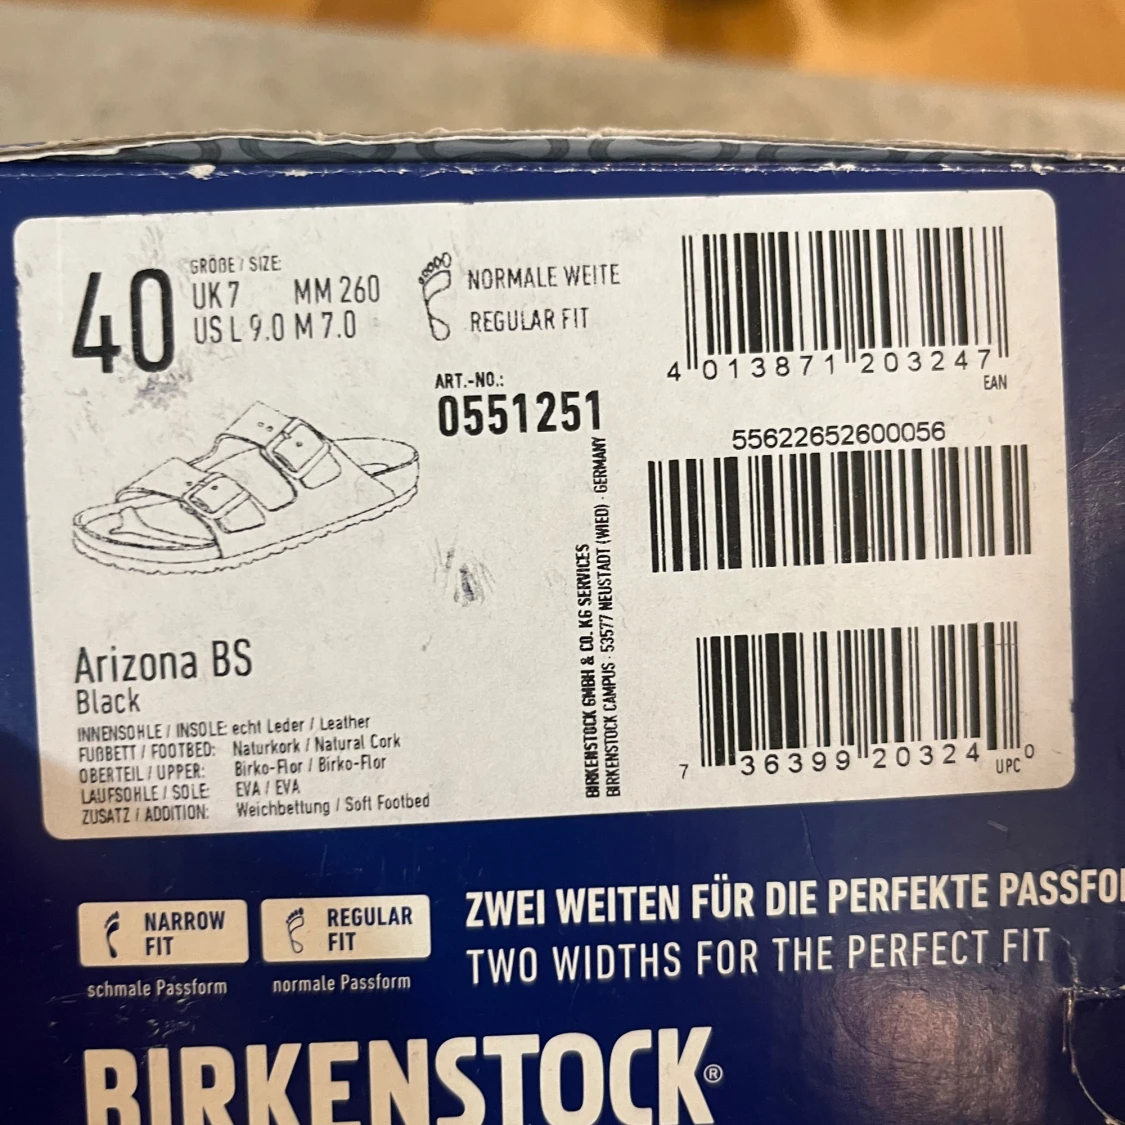 40
GRÖßE / SIZE:
UK 7 MM 260
US L 9.0 M 7.0
NORMALE WEITE
REGULAR FIT
ART.-NO.:
0551251
4 013871 203247
EAN
55622652600056
BIRKENSTOCK GMBH & CO. KG SERVICES
BIRKENSTOCK CAMPUS · 53577 NEUSTADT (WIED) · GERMANY
7 36399 20324 0
UPC
Arizona BS
Black
INNENSOHLE / INSOLE: echt Leder / Leather
FUßBETT / FOOTBED: Naturkork / Natural Cork
OBERTEIL / UPPER: Birko-Flor / Birko-Flor
LAUFSOHLE / SOLE: EVA / EVA
ZUSATZ / ADDITION: Weichbettung / Soft Footbed
NARROW
FIT
schmale Passform
REGULAR
FIT
normale Passform
ZWEI WEITEN FÜR DIE PERFEKTE PASSFO
TWO WIDTHS FOR THE PERFECT FIT
BIRKENSTOCK®